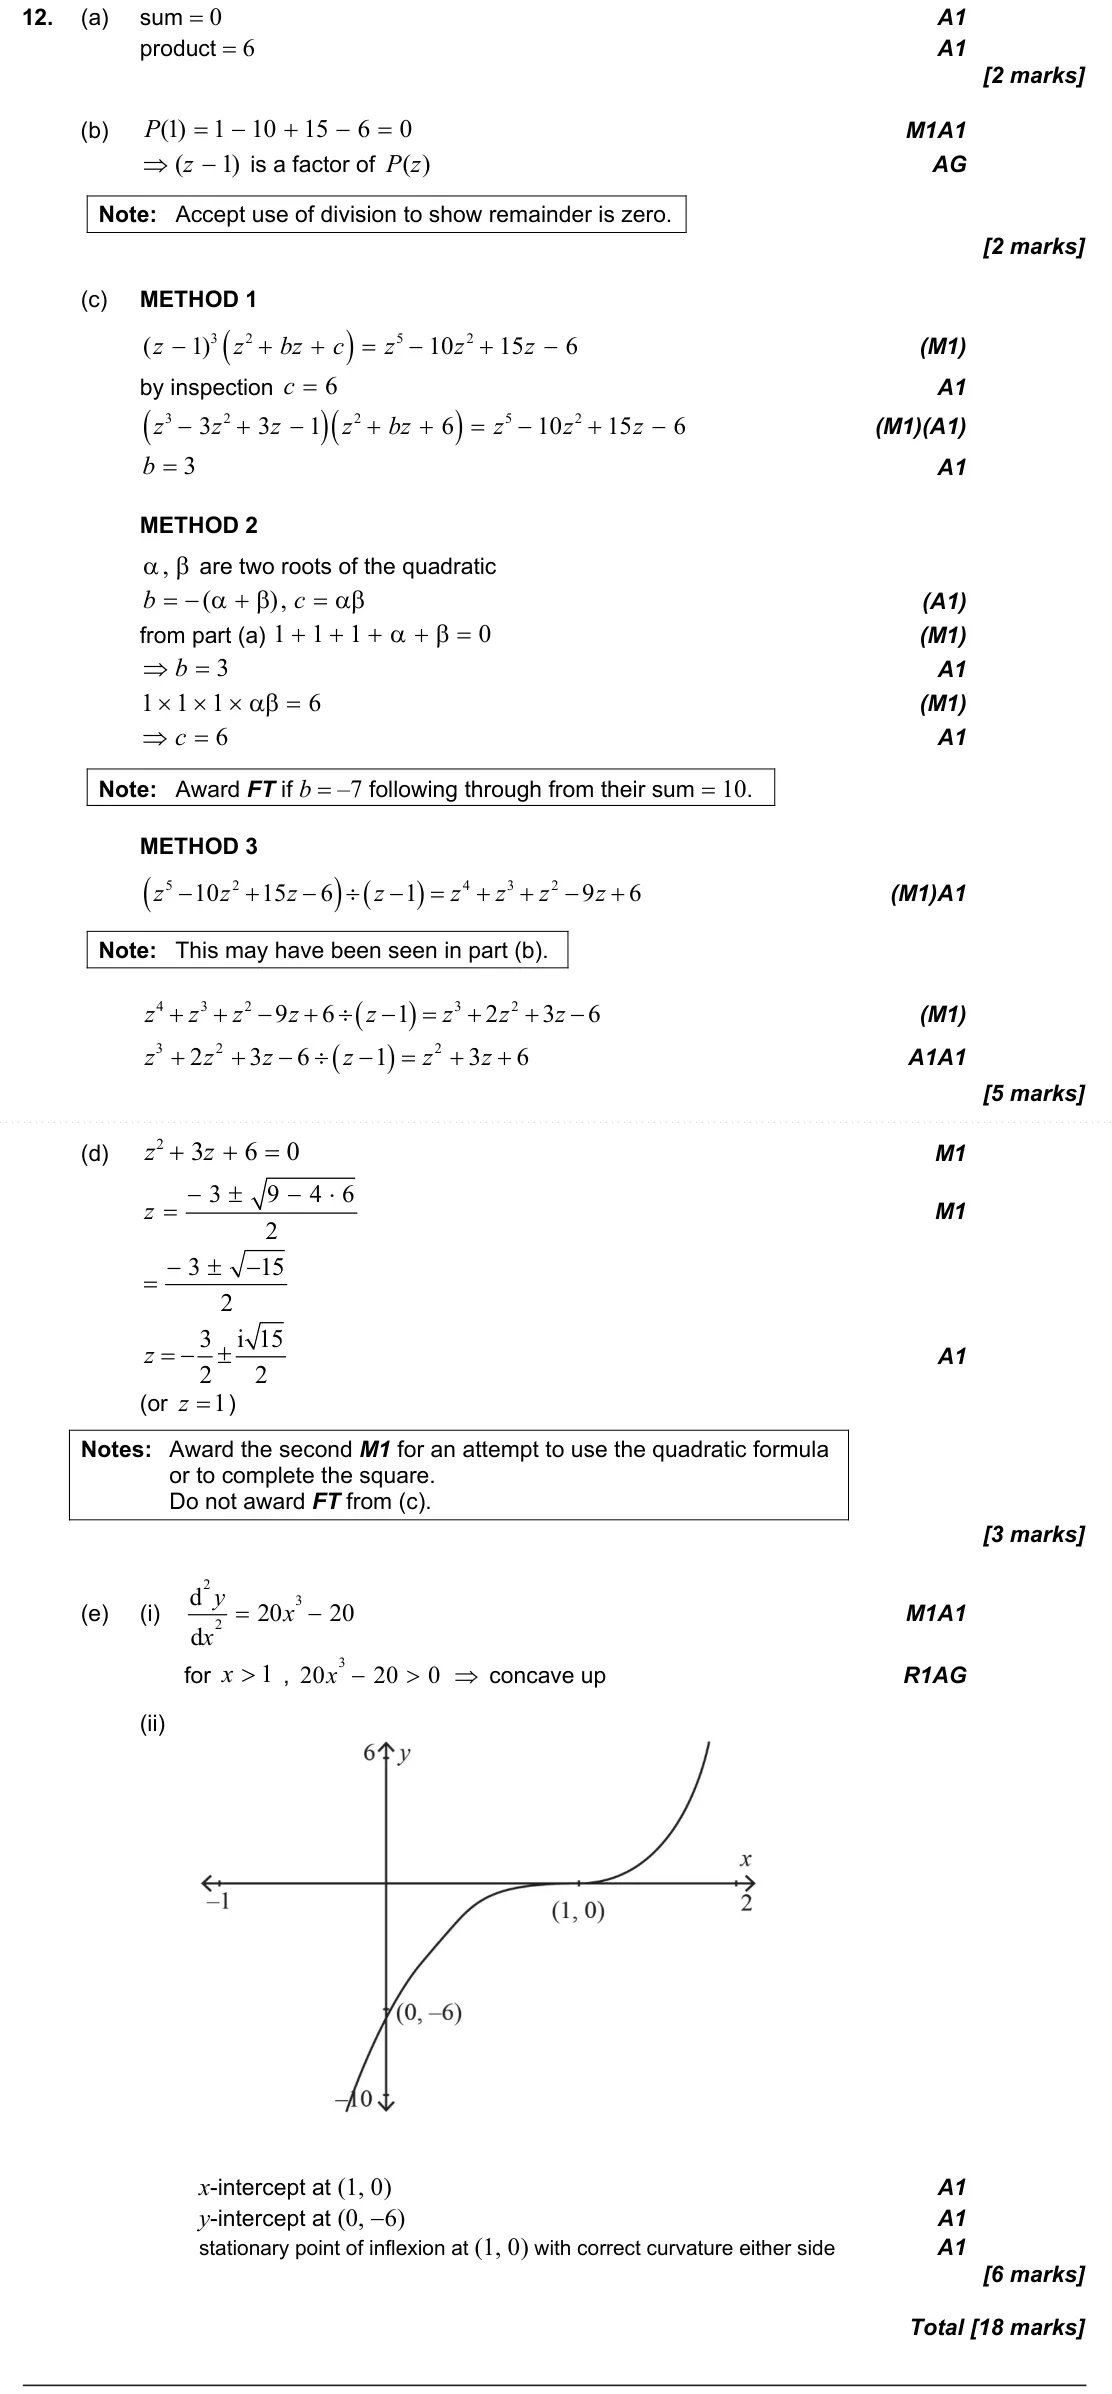 12. (a) sum = 0 A1
product = 6 A1
[2 marks]
(b) P(1) = 1 − 10 + 15 − 6 = 0 M1A1
⇒ (z − 1) is a factor of P(z) AG
Note: Accept use of division to show remainder is zero.
[2 marks]
(c) METHOD 1
(z − 1)³(z² + bz + c) = z⁵ − 10z² + 15z − 6 (M1)
by inspection c = 6 A1
(z³ − 3z² + 3z − 1)(z² + bz + 6) = z⁵ − 10z² + 15z − 6 (M1)(A1)
b = 3 A1
METHOD 2
α, β are two roots of the quadratic
b = −(α + β), c = αβ (A1)
from part (a) 1 + 1 + 1 + α + β = 0 (M1)
⇒ b = 3 A1
1 × 1 × 1 × αβ = 6 (M1)
⇒ c = 6 A1
Note: Award FT if b = –7 following through from their sum = 10.
METHOD 3
(z⁵ − 10z² + 15z − 6) ÷ (z − 1) = z⁴ + z³ + z² − 9z + 6 (M1)A1
Note: This may have been seen in part (b).
z⁴ + z³ + z² − 9z + 6 ÷ (z − 1) = z³ + 2z² + 3z − 6 (M1)
z³ + 2z² + 3z − 6 ÷ (z − 1) = z² + 3z + 6 A1A1
[5 marks]
(d) z² + 3z + 6 = 0 M1
z = (− 3 ± √(9 − 4 · 6))/2 M1
= (− 3 ± √(−15))/2
z = −3/2 ± i√15/2 A1
(or z = 1)
Notes: Award the second M1 for an attempt to use the quadratic formula
or to complete the square.
Do not award FT from (c).
[3 marks]
(e) (i) d²y/dx² = 20x³ − 20 M1A1
for x > 1 , 20x³ − 20 > 0 ⇒ concave up R1AG
(ii)
6 y
x
–1 (1, 0) 2
(0, –6)
–10
x-intercept at (1, 0) A1
y-intercept at (0, −6) A1
stationary point of inflexion at (1, 0) with correct curvature either side A1
[6 marks]
Total [18 marks]